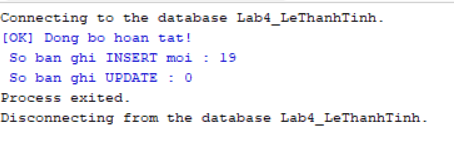 Connecting to the database Lab4_LeThanhTinh.
[OK] Dong bo hoan tat!
So ban ghi INSERT moi : 19
So ban ghi UPDATE : 0
Process exited.
Disconnecting from the database Lab4_LeThanhTinh.